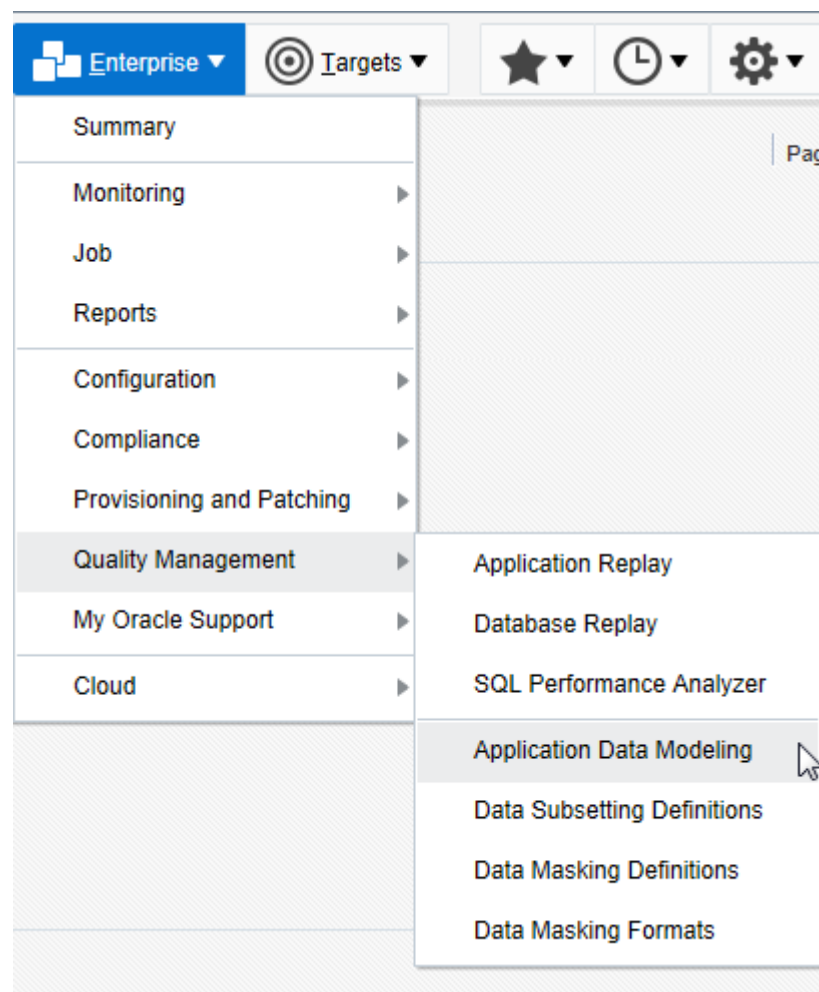 Enterprise Targets
Summary
Monitoring
Job
Reports
Configuration
Compliance
Provisioning and Patching
Quality Management
My Oracle Support
Cloud
Application Replay
Database Replay
SQL Performance Analyzer
Application Data Modeling
Data Subsetting Definitions
Data Masking Definitions
Data Masking Formats